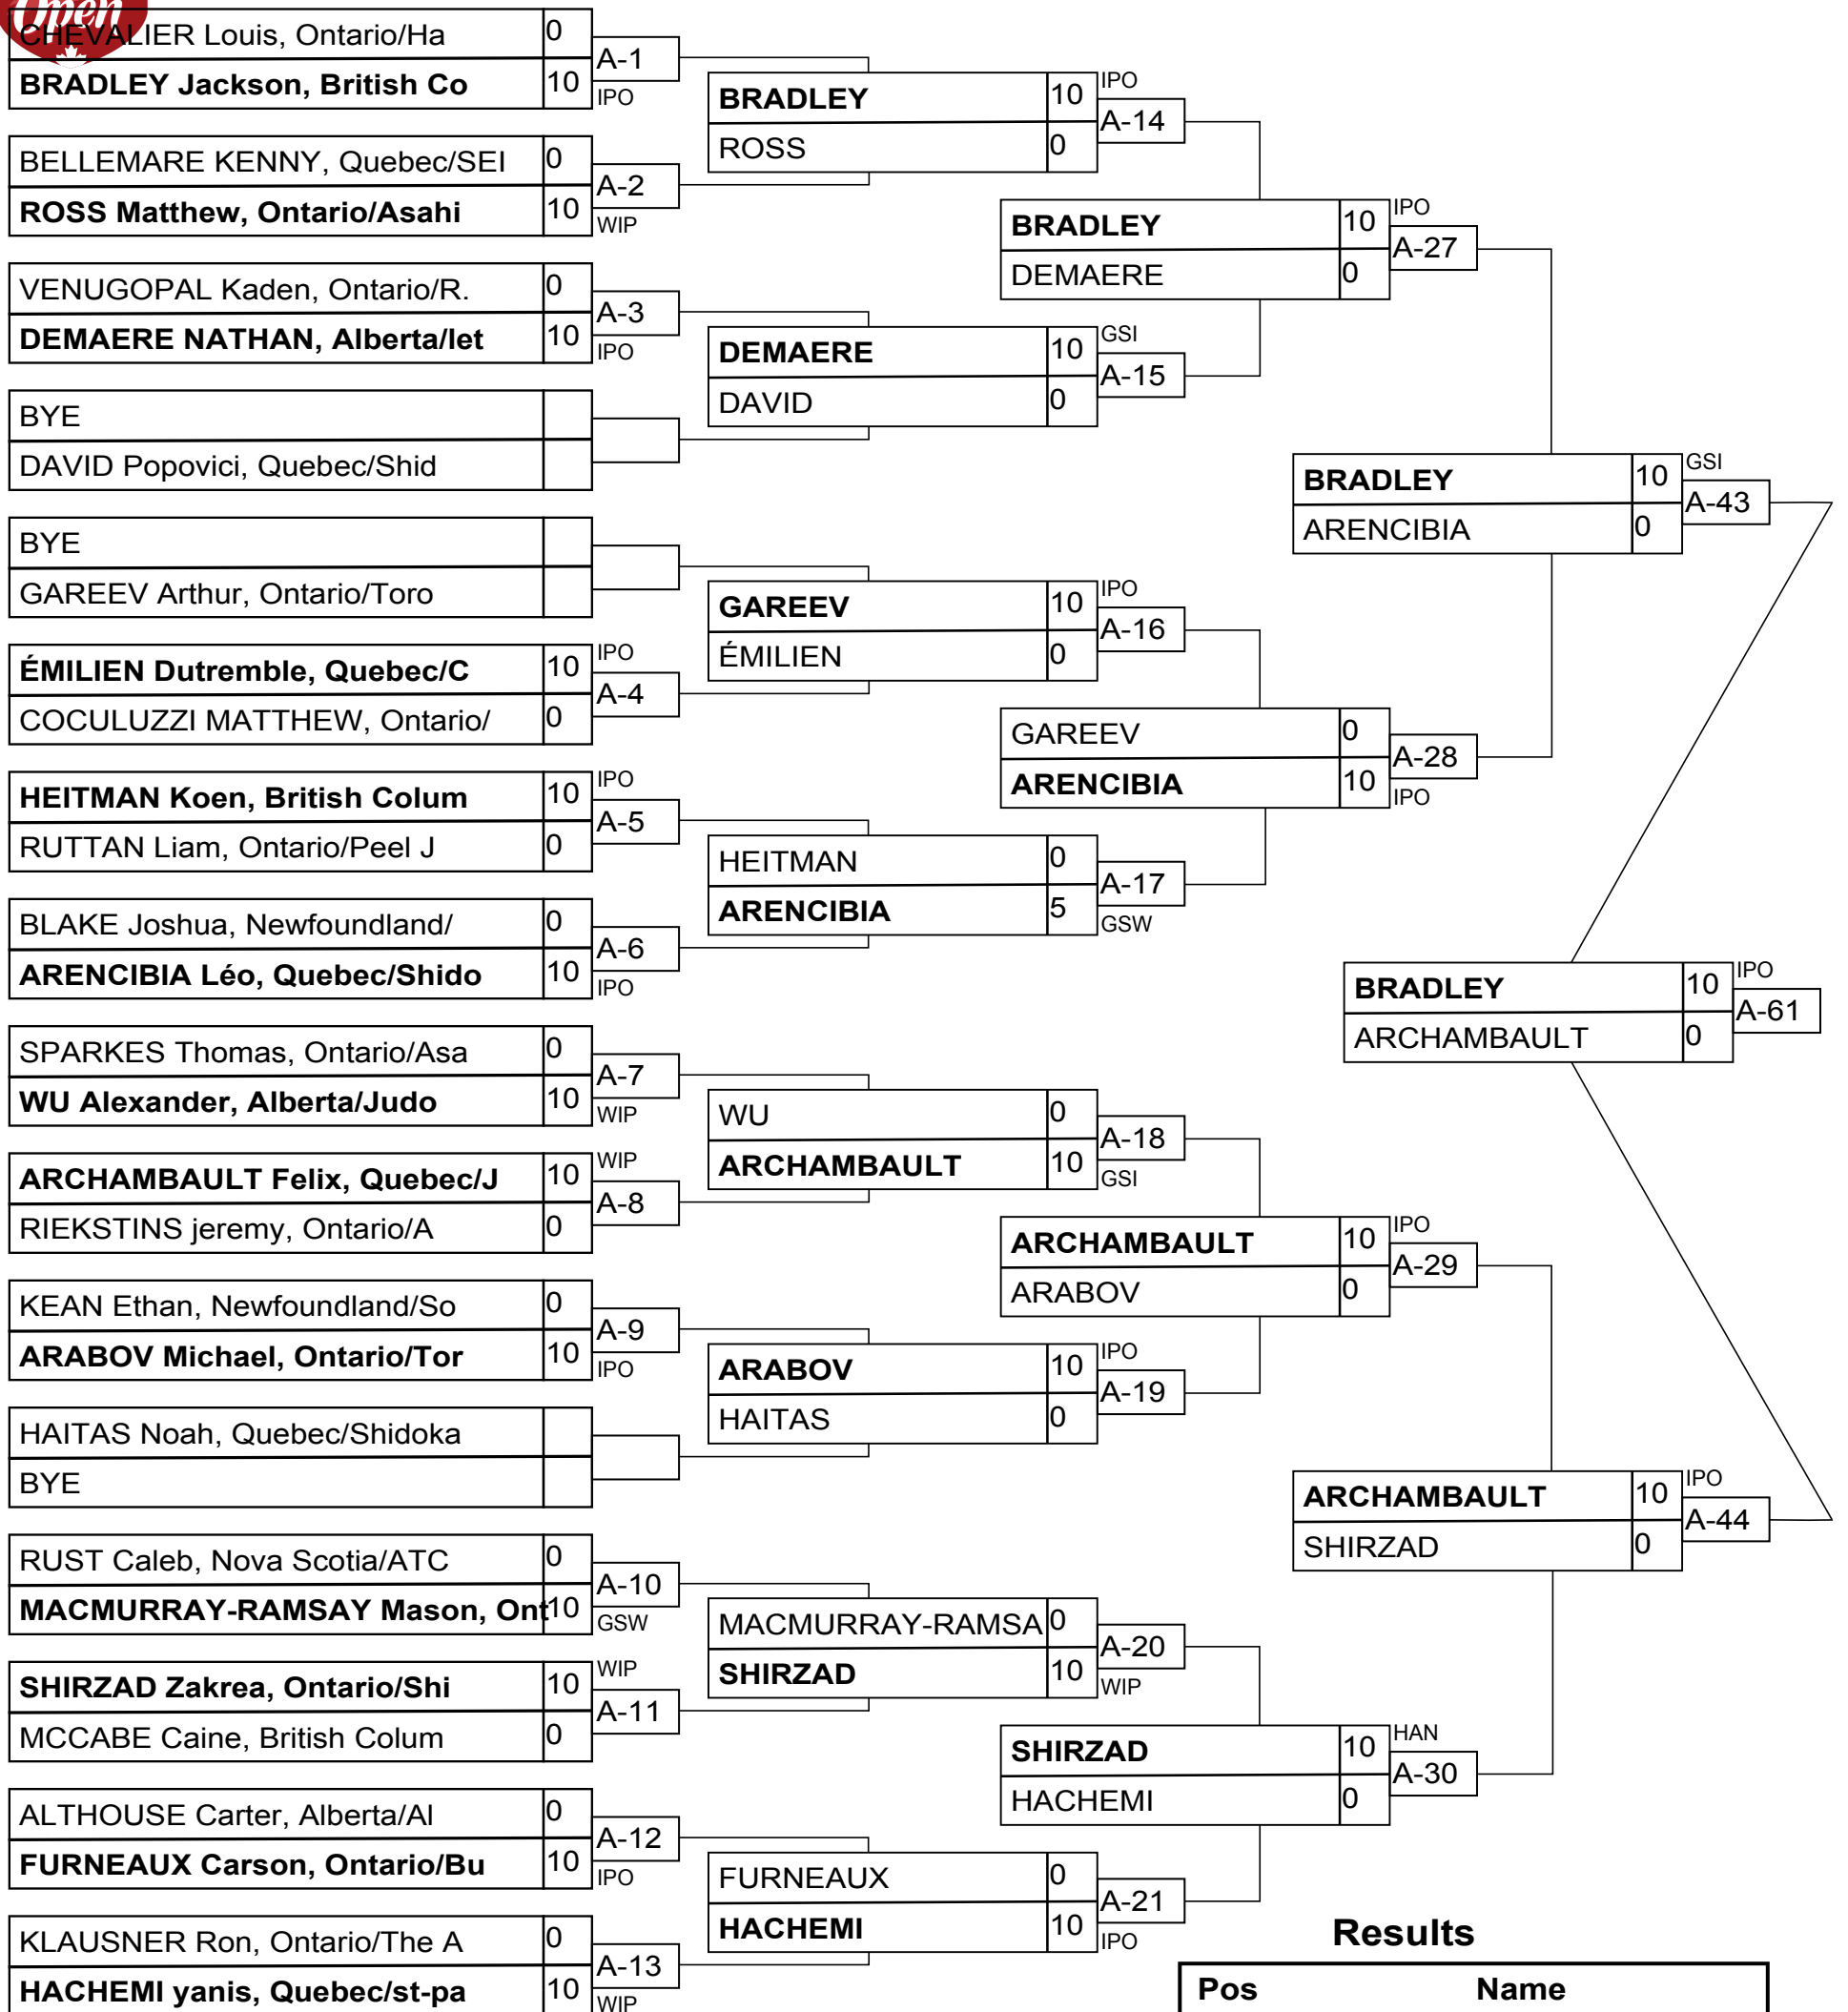 Open
CHEVALIER Louis, Ontario/Ha 0
A-1
BRADLEY Jackson, British Co 10
IPO
BELLEMARE KENNY, Quebec/SEI 0
A-2
ROSS Matthew, Ontario/Asahi 10
WIP
VENUGOPAL Kaden, Ontario/R. 0
A-3
DEMAERE NATHAN, Alberta/let 10
IPO
BYE
DAVID Popovici, Quebec/Shid
BYE
GAREEV Arthur, Ontario/Toro
ÉMILIEN Dutremble, Quebec/C 10 IPO
A-4
COCULUZZI MATTHEW, Ontario/ 0
HEITMAN Koen, British Colum 10 IPO
A-5
RUTTAN Liam, Ontario/Peel J 0
BLAKE Joshua, Newfoundland/ 0
A-6
ARENCIBIA Léo, Quebec/Shido 10
IPO
SPARKES Thomas, Ontario/Asa 0
A-7
WU Alexander, Alberta/Judo 10
WIP
ARCHAMBAULT Felix, Quebec/J 10 WIP
A-8
RIEKSTINS jeremy, Ontario/A 0
KEAN Ethan, Newfoundland/So 0
A-9
ARABOV Michael, Ontario/Tor 10
IPO
HAITAS Noah, Quebec/Shidoka
BYE
RUST Caleb, Nova Scotia/ATC 0
A-10
MACMURRAY-RAMSAY Mason, Ont 10
GSW
SHIRZAD Zakrea, Ontario/Shi 10 WIP
A-11
MCCABE Caine, British Colum 0
ALTHOUSE Carter, Alberta/Al 0
A-12
FURNEAUX Carson, Ontario/Bu 10
IPO
KLAUSNER Ron, Ontario/The A 0
A-13
HACHEMI yanis, Quebec/st-pa 10
WIP
BRADLEY 10 IPO
A-14
ROSS 0
DEMAERE 10 GSI
A-15
DAVID 0
GAREEV 10 IPO
A-16
ÉMILIEN 0
HEITMAN 0
A-17
ARENCIBIA 5
GSW
WU 0
A-18
ARCHAMBAULT 10
GSI
ARABOV 10 IPO
A-19
HAITAS 0
MACMURRAY-RAMSA 0
A-20
SHIRZAD 10
WIP
FURNEAUX 0
A-21
HACHEMI 10
IPO
BRADLEY 10 IPO
A-27
DEMAERE 0
GAREEV 0
A-28
ARENCIBIA 10
IPO
ARCHAMBAULT 10 IPO
A-29
ARABOV 0
SHIRZAD 10 HAN
A-30
HACHEMI 0
BRADLEY 10 GSI
A-43
ARENCIBIA 0
ARCHAMBAULT 10 IPO
A-44
SHIRZAD 0
BRADLEY 10 IPO
A-61
ARCHAMBAULT 0
Results
Pos Name